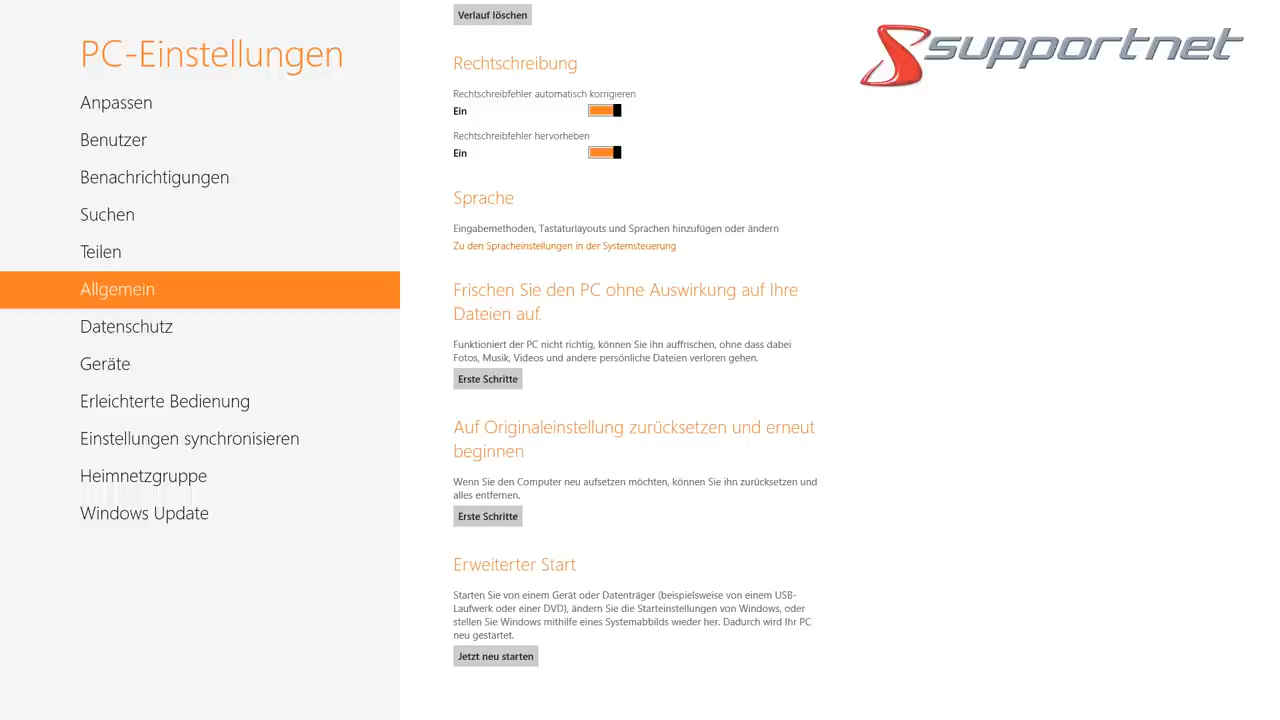 PC-Einstellungen
Anpassen
Benutzer
Benachrichtigungen
Suchen
Teilen
Allgemein
Datenschutz
Geräte
Erleichterte Bedienung
Einstellungen synchronisieren
Heimnetzgruppe
Windows Update
Verlauf löschen
Rechtschreibung
Rechtschreibfehler automatisch korrigieren
Ein
Rechtschreibfehler hervorheben
Ein
Sprache
Eingabemethoden, Tastaturlayouts und Sprachen hinzufügen oder ändern
Zu den Spracheinstellungen in der Systemsteuerung
Frischen Sie den PC ohne Auswirkung auf Ihre
Dateien auf.
Funktioniert der PC nicht richtig, können Sie ihn auffrischen, ohne dass dabei
Fotos, Musik, Videos und andere persönliche Dateien verloren gehen.
Erste Schritte
Auf Originaleinstellung zurücksetzen und erneut
beginnen
Wenn Sie den Computer neu aufsetzen möchten, können Sie ihn zurücksetzen und
alles entfernen.
Erste Schritte
Erweiterter Start
Starten Sie von einem Gerät oder Datenträger (beispielsweise von einem USB-
Laufwerk oder einer DVD), ändern Sie die Starteinstellungen von Windows, oder
stellen Sie Windows mithilfe eines Systemabbilds wieder her. Dadurch wird Ihr PC
neu gestartet.
Jetzt neu starten
supportnet